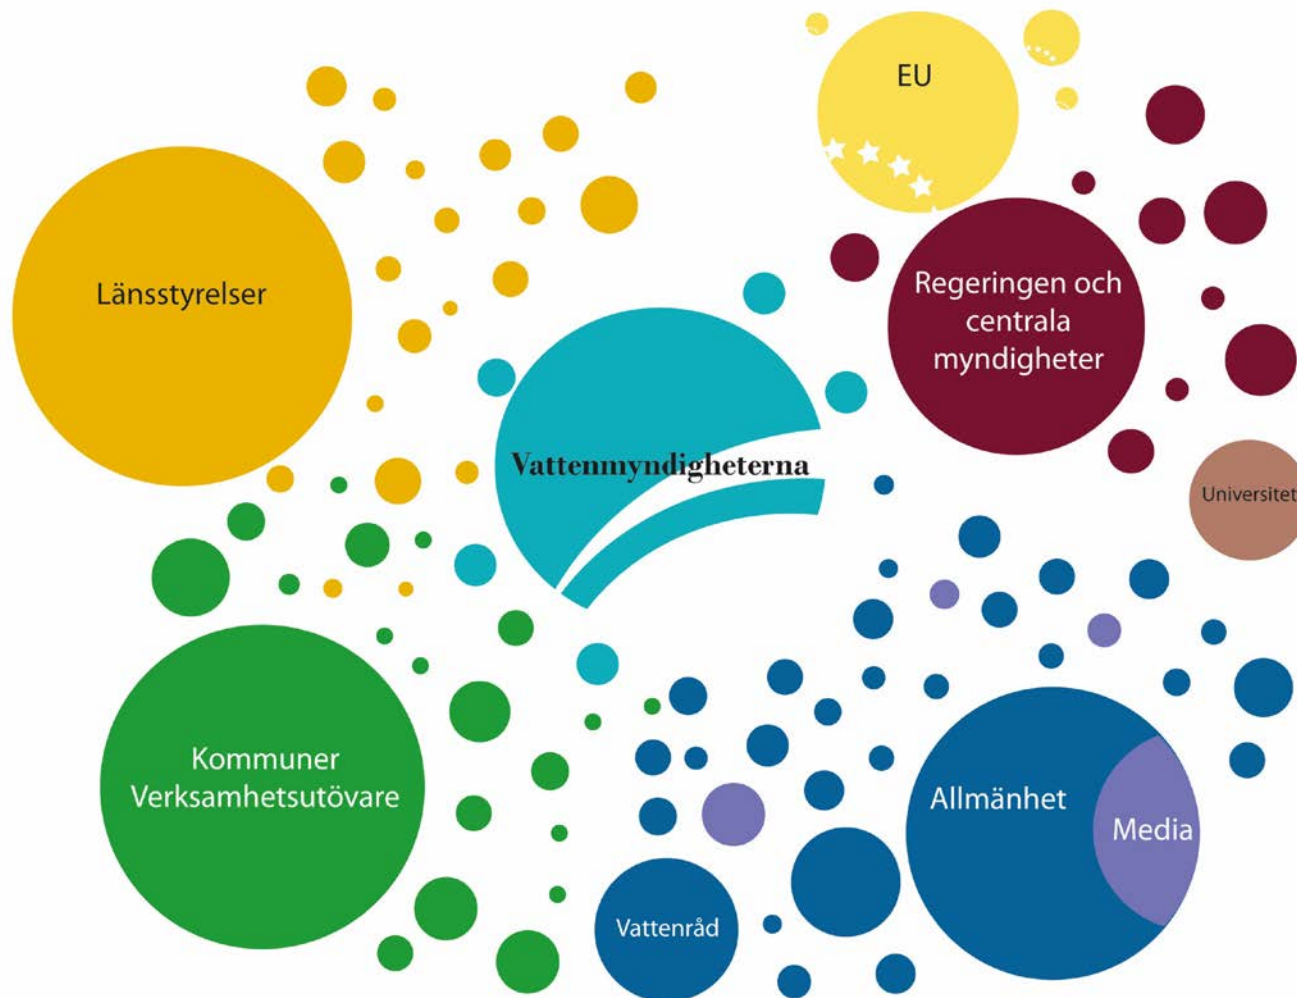 EU
Länsstyrelser
Regeringen och
centrala
myndigheter
Vattenmyndigheterna
Universitet
Kommuner
Verksamhetsutövare
Allmänhet
Media
Vattenråd